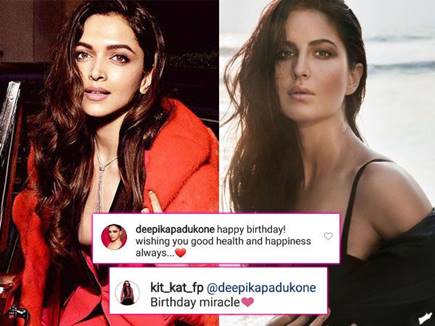 deepikapadukone happy birthday!
wishing you good health and happiness
always...❤️
kit_kat_fp @deepikapadukone
Birthday miracle❤